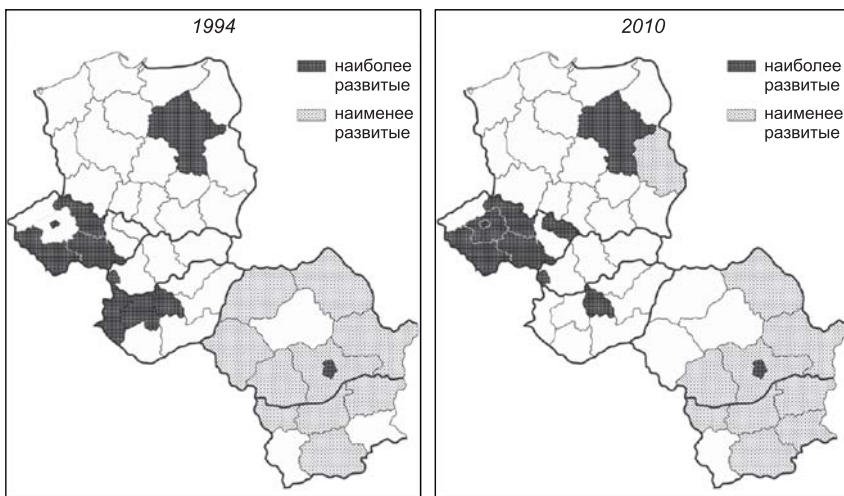 1994
наиболее
развитые
наименее
развитые
2010
наиболее
развитые
наименее
развитые